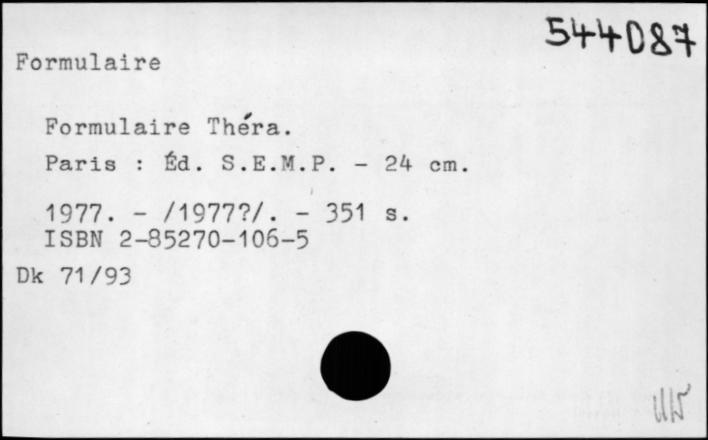 544087
Formulaire
Formulaire Théra.
Paris : Éd. S.E.M.P. - 24 cm.
1977. - /1977?/. - 351 s.
ISBN 2-85270-106-5
Dk 71/93